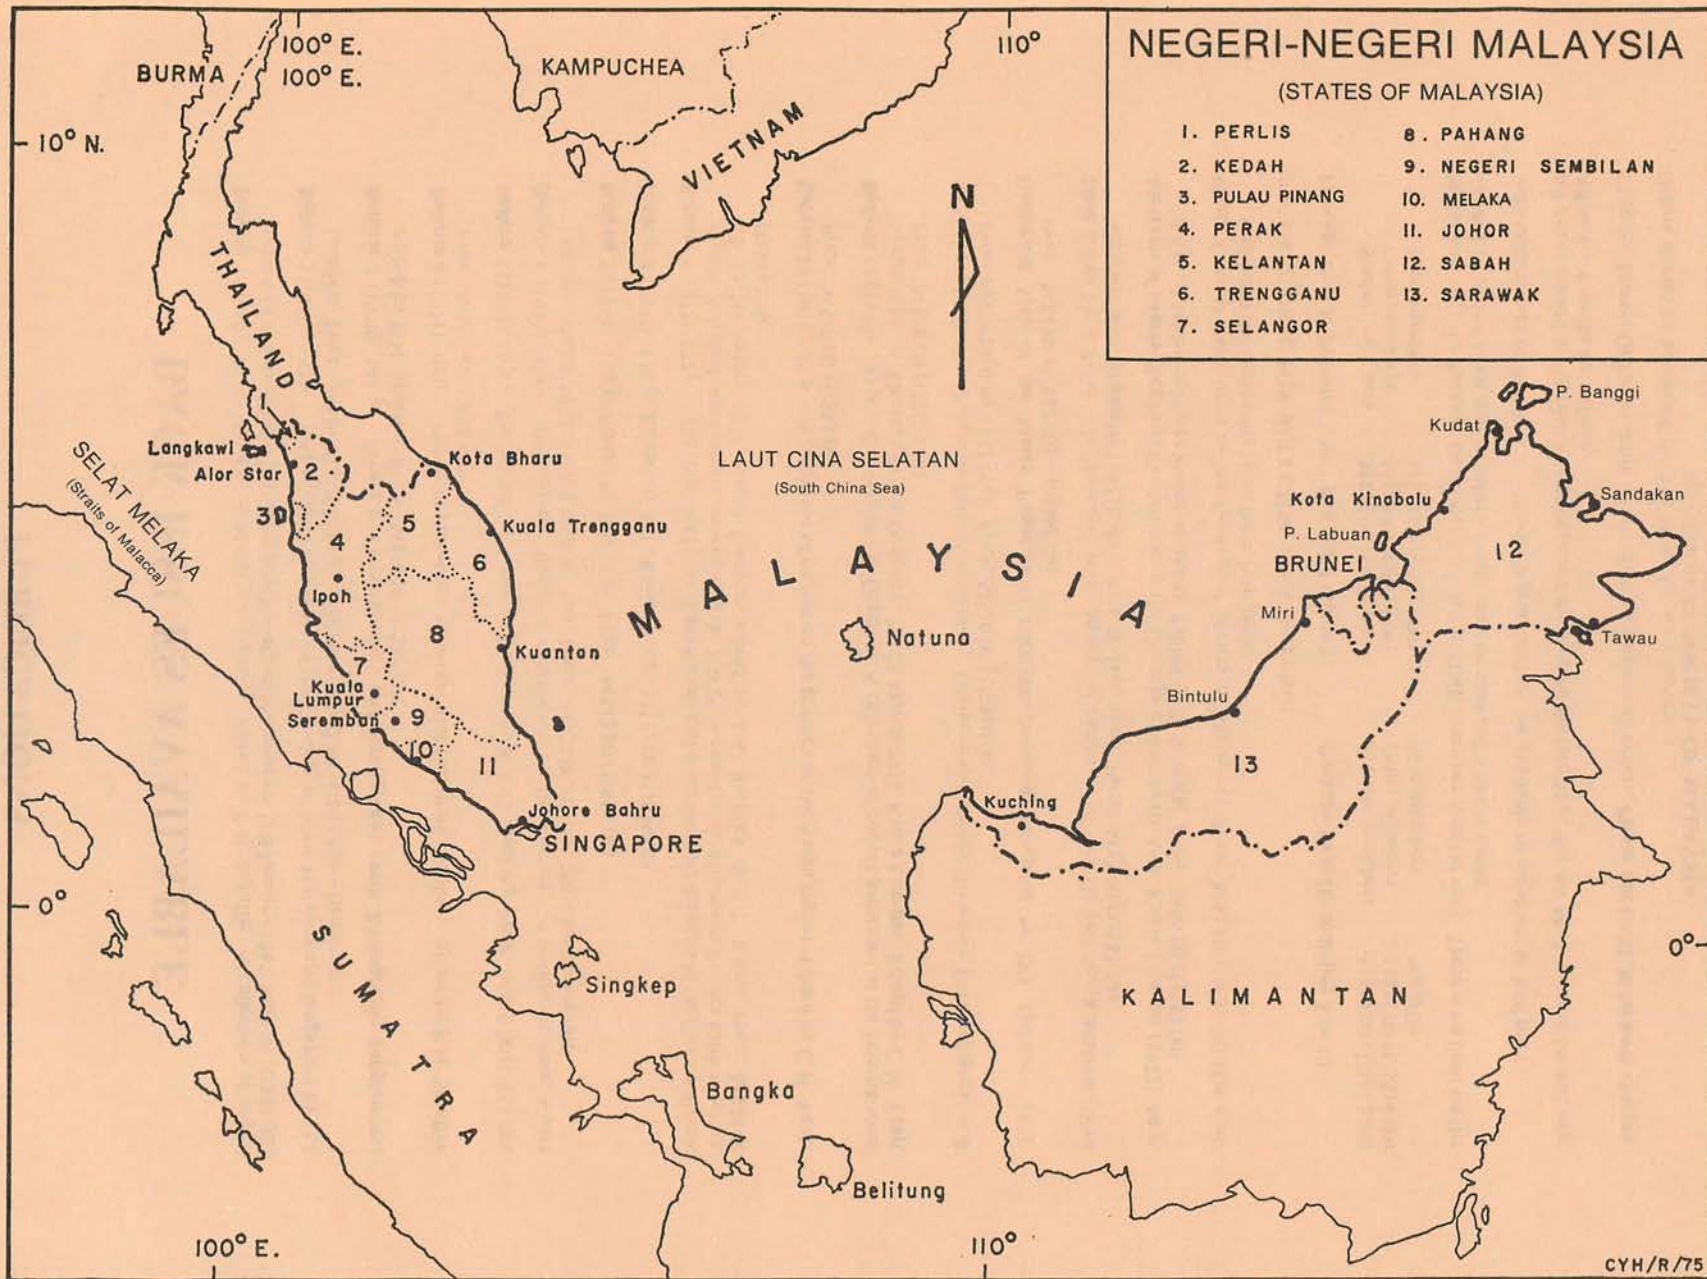 NEGERI-NEGERI MALAYSIA
(STATES OF MALAYSIA)
1. PERLIS
2. KEDAH
3. PULAU PINANG
4. PERAK
5. KELANTAN
6. TRENGGANU
7. SELANGOR
8. PAHANG
9. NEGERI SEMBILAN
10. MELAKA
11. JOHOR
12. SABAH
13. SARAWAK
100° E.
100° E.
110°
BURMA
KAMPUCHEA
10° N.
VIETNAM
N
THAILAND
1
Langkawi
Alor Star
2
Kota Bharu
SELAT MELAKA
(Straits of Malacca)
LAUT CINA SELATAN
(South China Sea)
3
5
Kuala Trengganu
4
6
Ipoh
8
MALAYSIA
Kuantan
Natuna
7
Kuala
Lumpur
Seremban
9
10
11
Johore Bahru
SINGAPORE
P. Banggi
Kudat
Kota Kinabalu
Sandakan
P. Labuan
BRUNEI
12
Miri
Tawau
Bintulu
13
Kuching
0°
0°
SUMATRA
Singkep
KALIMANTAN
Bangka
Belitung
100° E.
110°
CYH/R/75